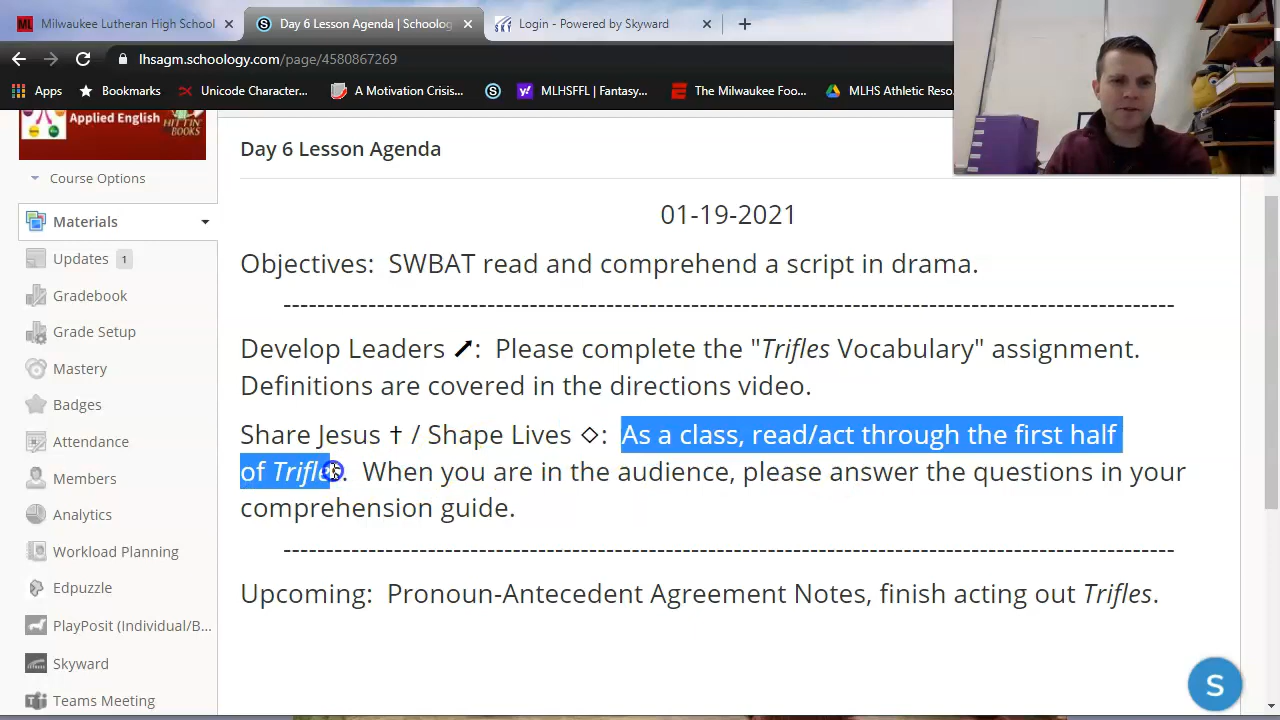 Milwaukee Lutheran High School
Day 6 Lesson Agenda | Schoolog
Login - Powered by Skyward
lhsagm.schoology.com/page/4580867269
Apps
Bookmarks
Unicode Character...
A Motivation Crisis...
MLHSFFL | Fantasy...
The Milwaukee Foo...
MLHS Athletic Reso
Applied English
HITTIN' BOOKS
Course Options
Materials
Updates 1
Gradebook
Grade Setup
Mastery
Badges
Attendance
Members
Analytics
Workload Planning
Edpuzzle
PlayPosit (Individual/B...
Skyward
Teams Meeting
Day 6 Lesson Agenda
01-19-2021
Objectives: SWBAT read and comprehend a script in drama.
Develop Leaders ⬈: Please complete the "Trifles Vocabulary" assignment.
Definitions are covered in the directions video.
Share Jesus † / Shape Lives ◇: As a class, read/act through the first half
of Trifles. When you are in the audience, please answer the questions in your
comprehension guide.
Upcoming: Pronoun-Antecedent Agreement Notes, finish acting out Trifles.
S